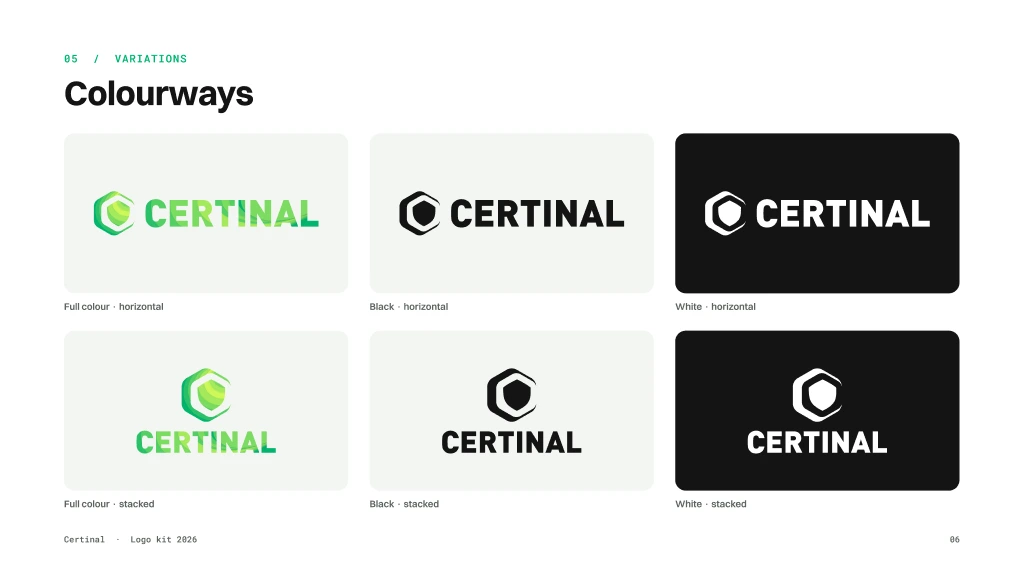 05 / VARIATIONS
Colourways
CERTINAL
CERTINAL
CERTINAL
Full colour · horizontal
Black · horizontal
White · horizontal
CERTINAL
CERTINAL
CERTINAL
Full colour · stacked
Black · stacked
White · stacked
Certinal · Logo kit 2026
06